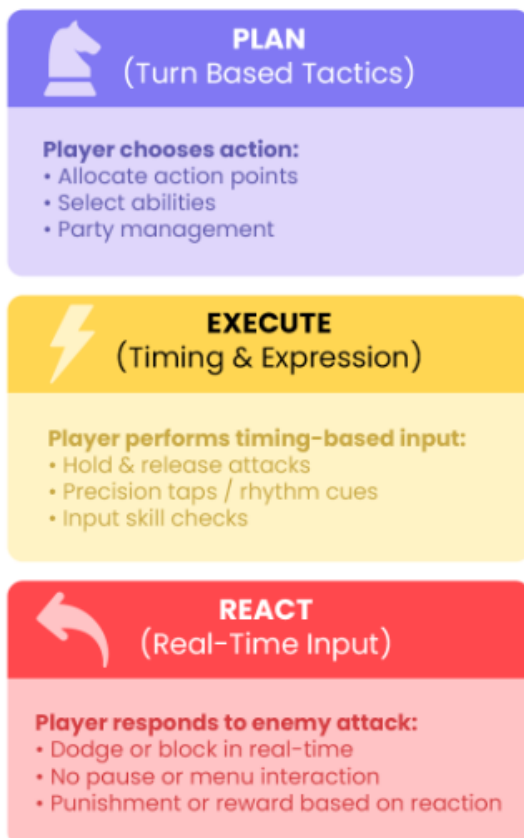 PLAN
(Turn Based Tactics)
Player chooses action:
• Allocate action points
• Select abilities
• Party management
EXECUTE
(Timing & Expression)
Player performs timing-based input:
• Hold & release attacks
• Precision taps / rhythm cues
• Input skill checks
REACT
(Real-Time Input)
Player responds to enemy attack:
• Dodge or block in real-time
• No pause or menu interaction
• Punishment or reward based on reaction